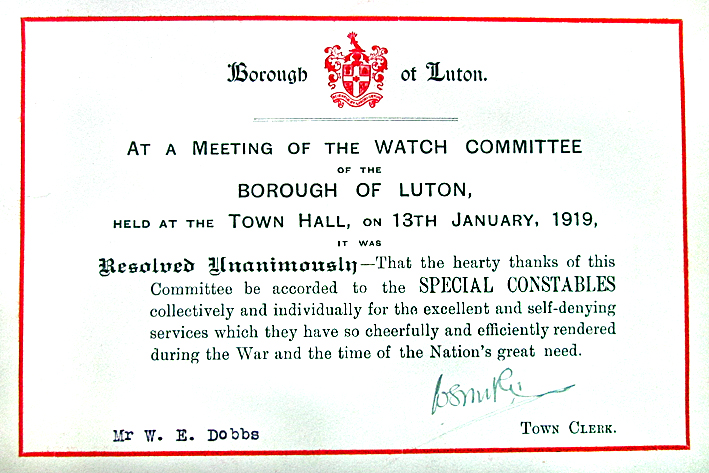 Borough of Luton.
AT A MEETING OF THE WATCH COMMITTEE
OF THE
BOROUGH OF LUTON,
HELD AT THE TOWN HALL, ON 13TH JANUARY, 1919,
IT WAS
Resolved Unanimously—That the hearty thanks of this
Committee be accorded to the SPECIAL CONSTABLES
collectively and individually for the excellent and self-denying
services which they have so cheerfully and efficiently rendered
during the War and the time of the Nation's great need.
Mr W. E. Dobbs
TOWN CLERK.